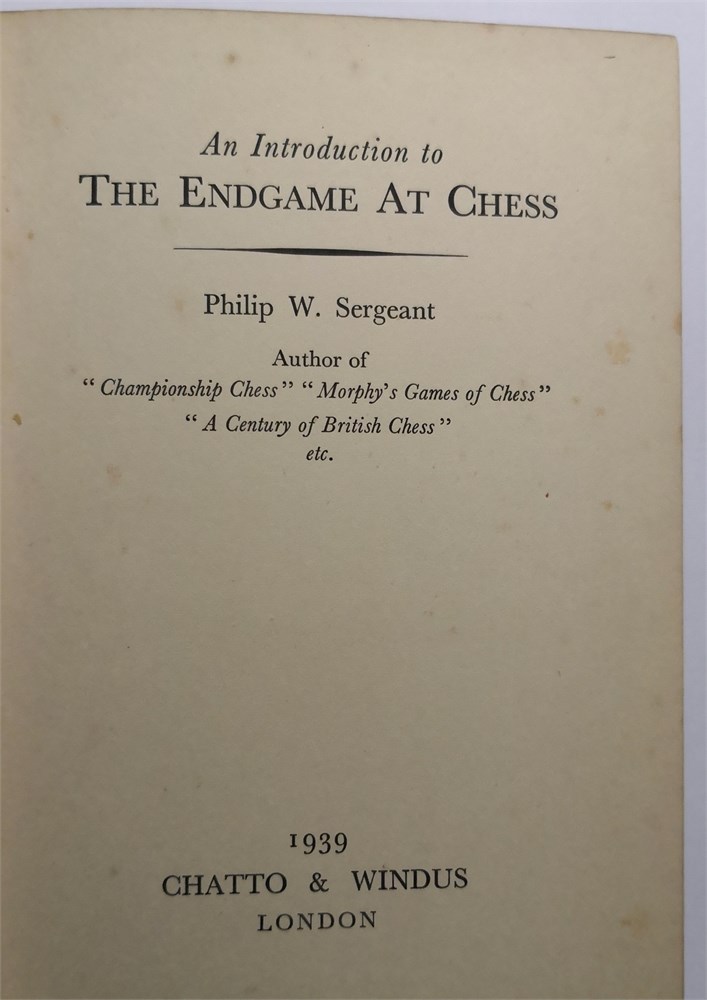 An Introduction to
THE ENDGAME AT CHESS
Philip W. Sergeant
Author of
“Championship Chess” “Morphy’s Games of Chess”
“A Century of British Chess”
etc.
1939
CHATTO & WINDUS
LONDON